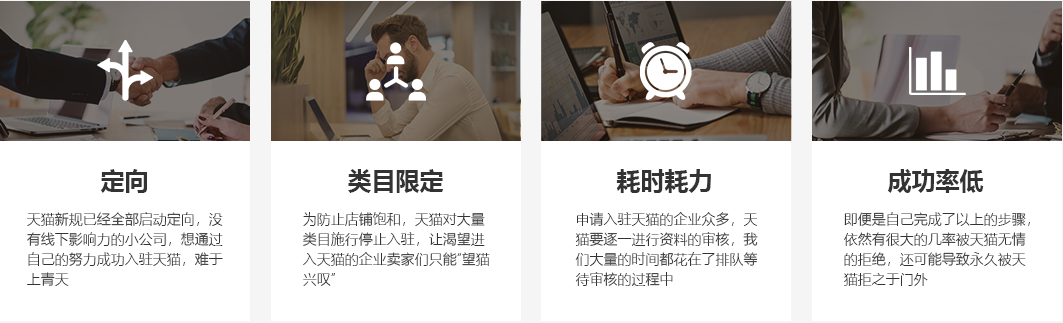 定向
天猫新规已经全部启动定向，没
有线下影响力的小公司，想通过
自己的努力成功入驻天猫，难于
上青天
类目限定
为防止店铺饱和，天猫对大量
类目施行停止入驻，让渴望进
入天猫的企业卖家们只能“望猫
兴叹”
耗时耗力
申请入驻天猫的企业众多，天
猫要逐一进行资料的审核，我
们大量的时间都花在了排队等
待审核的过程中
成功率低
即便是自己完成了以上的步骤，
依然有很大的几率被天猫无情
的拒绝，还可能导致永久被天
猫拒之于门外